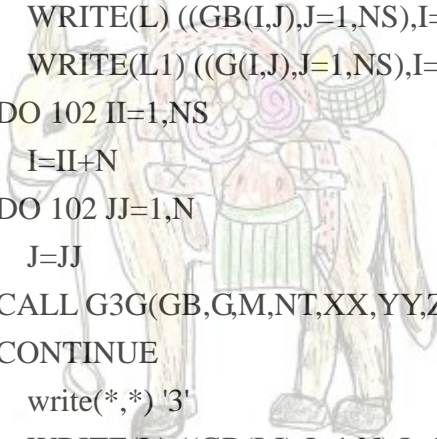 WRITE(L) ((GB(I,J),J=1,NS),I=
WRITE(L1) ((G(I,J),J=1,NS),I=
DO 102 II=1,NS
I=II+N
DO 102 JJ=1,N
J=JJ
CALL G3G(GB,G,M,NT,XX,YY,Z
CONTINUE
write(*,*) '3'